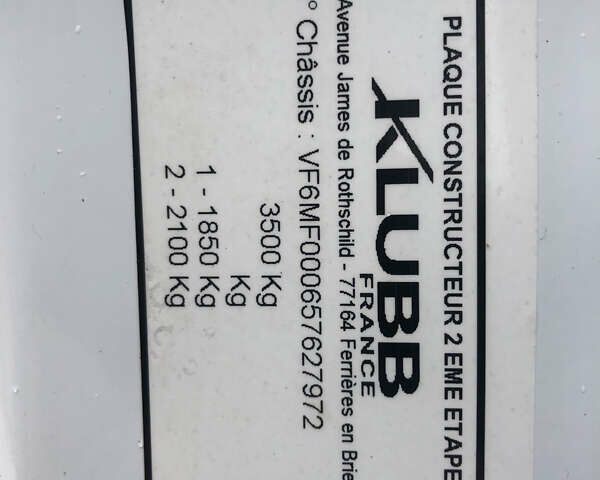 PLAQUE CONSTRUCTEUR 2 EME ETAPE
KLUBB
FRANCE
Avenue James de Rothschild - 77164 Ferrières en Brie
° Châssis : VF6MF000657627972
3500 Kg
Kg
1 - 1850 Kg
2 - 2100 Kg